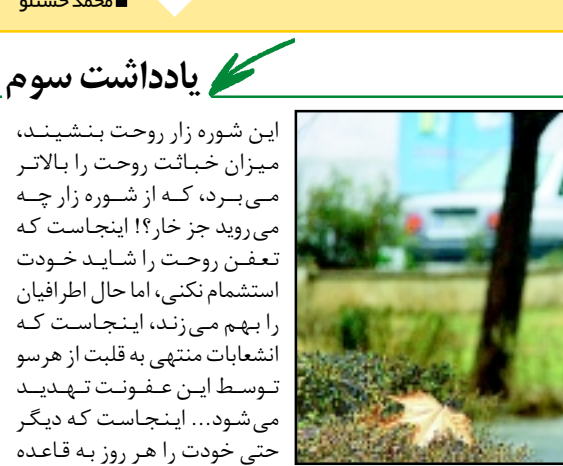 ■ محمد حسنلو
یادداشت سوم
این شوره زار روحت بنشیند،
میزان خباثت روحت را بالاتر
می‌برد، که از شوره زار چه
می‌روید جز خار؟! اینجاست که
تعفن روحت را شاید خودت
استشمام نکنی، اما حال اطرافیان
را بهم می‌زند، اینجاست که
انشعابات منتهی به قلبت از هرسو
توسط این عفونت تهدید
می‌شود... اینجاست که دیگر
حتی خودت را هر روز به قاعده